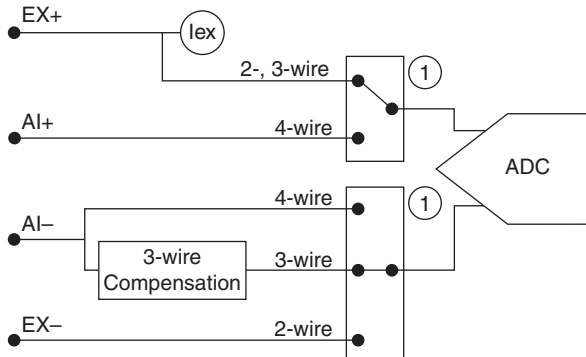 EX+
Iex
2-, 3-wire
1
AI+
4-wire
ADC
4-wire
1
AI–
3-wire
Compensation
3-wire
EX–
2-wire